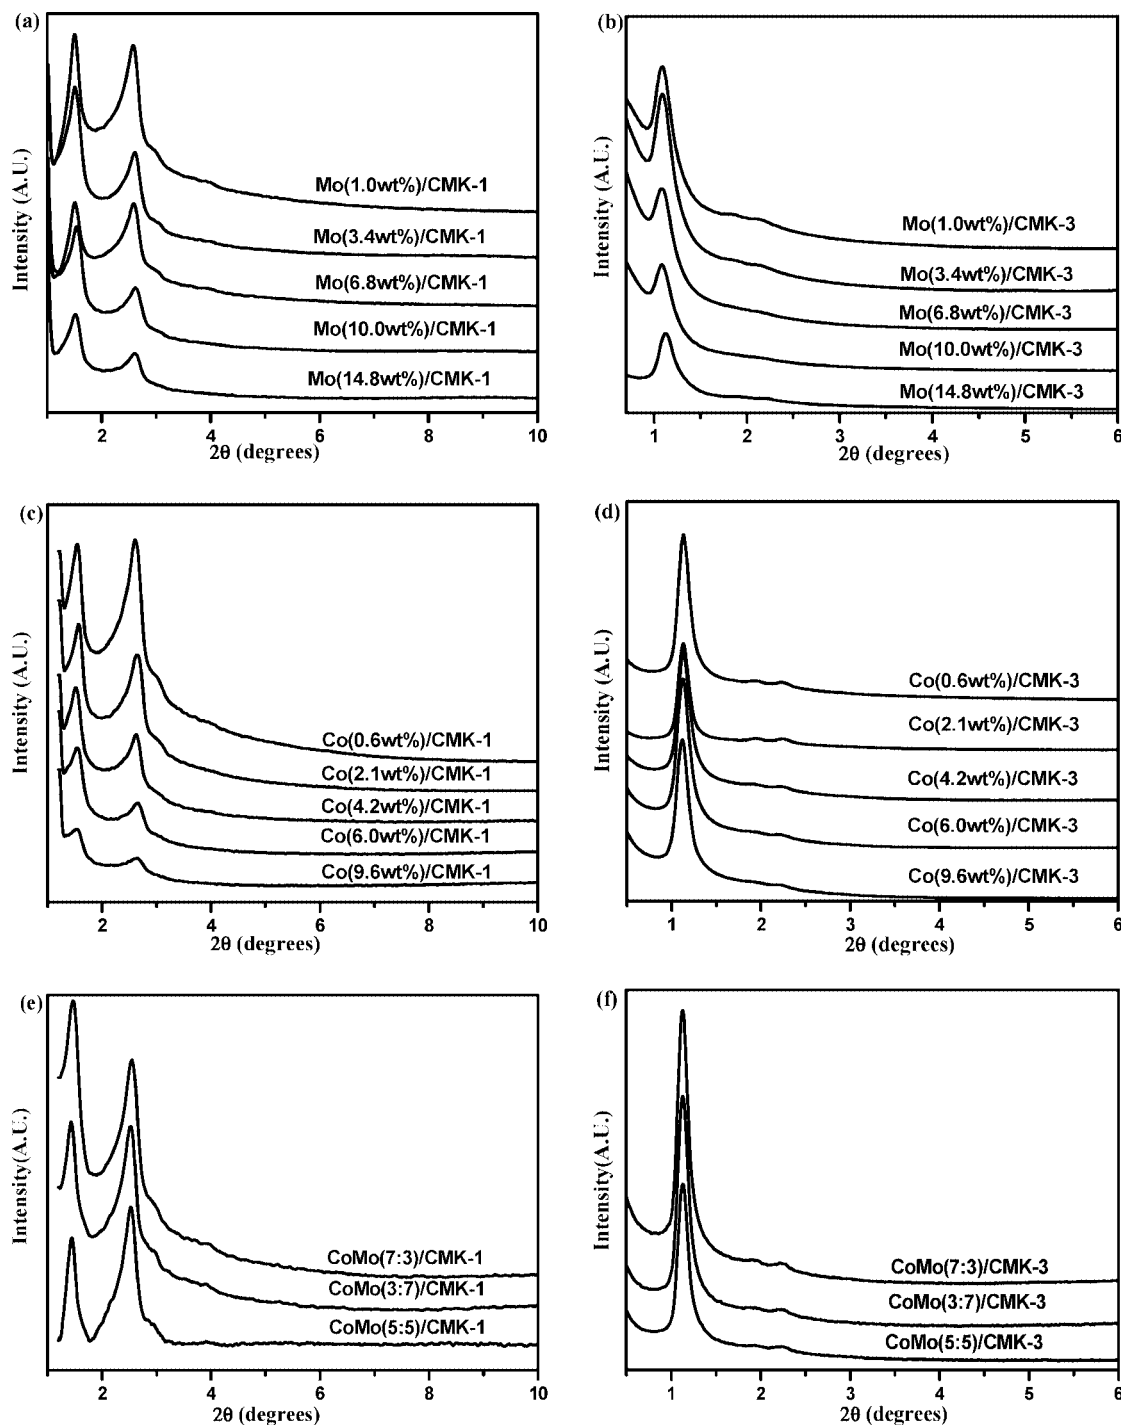 (a)
Intensity (A.U.)
Mo(1.0wt%)/CMK-1
Mo(3.4wt%)/CMK-1
Mo(6.8wt%)/CMK-1
Mo(10.0wt%)/CMK-1
Mo(14.8wt%)/CMK-1
2 4 6 8 10
2θ (degrees)
(b)
Intensity (A.U.)
Mo(1.0wt%)/CMK-3
Mo(3.4wt%)/CMK-3
Mo(6.8wt%)/CMK-3
Mo(10.0wt%)/CMK-3
Mo(14.8wt%)/CMK-3
1 2 3 4 5 6
2θ (degrees)
(c)
Intensity (A.U.)
Co(0.6wt%)/CMK-1
Co(2.1wt%)/CMK-1
Co(4.2wt%)/CMK-1
Co(6.0wt%)/CMK-1
Co(9.6wt%)/CMK-1
2 4 6 8 10
2θ (degrees)
(d)
Intensity (A.U.)
Co(0.6wt%)/CMK-3
Co(2.1wt%)/CMK-3
Co(4.2wt%)/CMK-3
Co(6.0wt%)/CMK-3
Co(9.6wt%)/CMK-3
1 2 3 4 5 6
2θ (degrees)
(e)
Intensity(A.U.)
CoMo(7:3)/CMK-1
CoMo(3:7)/CMK-1
CoMo(5:5)/CMK-1
2 4 6 8 10
2θ (degrees)
(f)
Intensity(A.U.)
CoMo(7:3)/CMK-3
CoMo(3:7)/CMK-3
CoMo(5:5)/CMK-3
1 2 3 4 5 6
2θ (degrees)